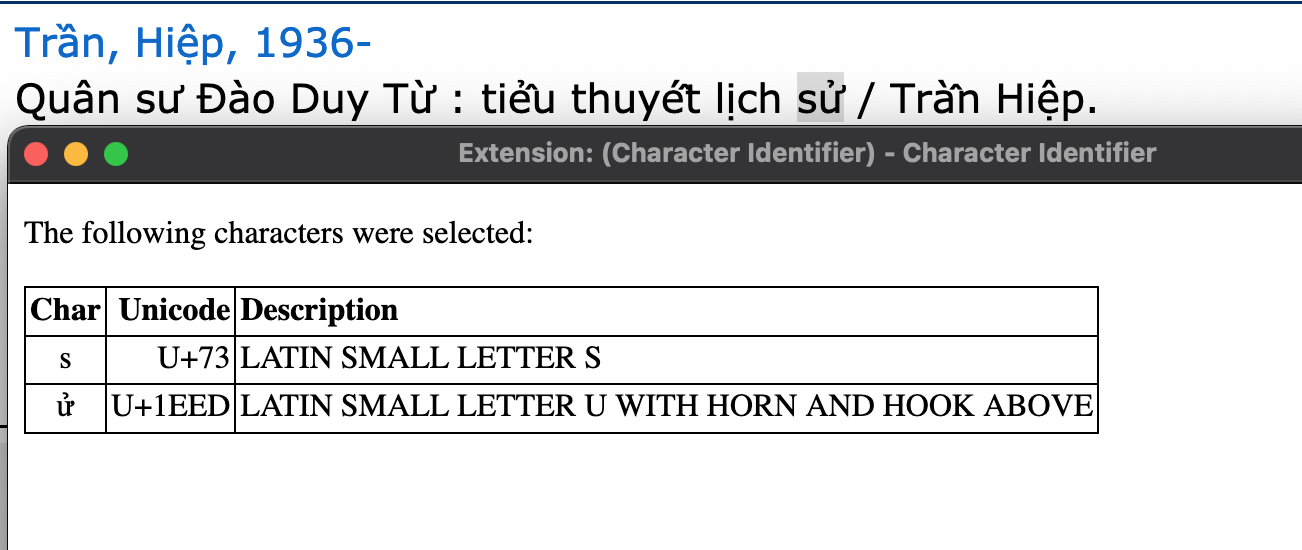 Trần, Hiệp, 1936-
Quân sư Đào Duy Từ : tiểu thuyết lịch sử / Trần Hiệp.
Extension: (Character Identifier) - Character Identifier
The following characters were selected:
Char Unicode Description
s U+73 LATIN SMALL LETTER S
ử U+1EED LATIN SMALL LETTER U WITH HORN AND HOOK ABOVE